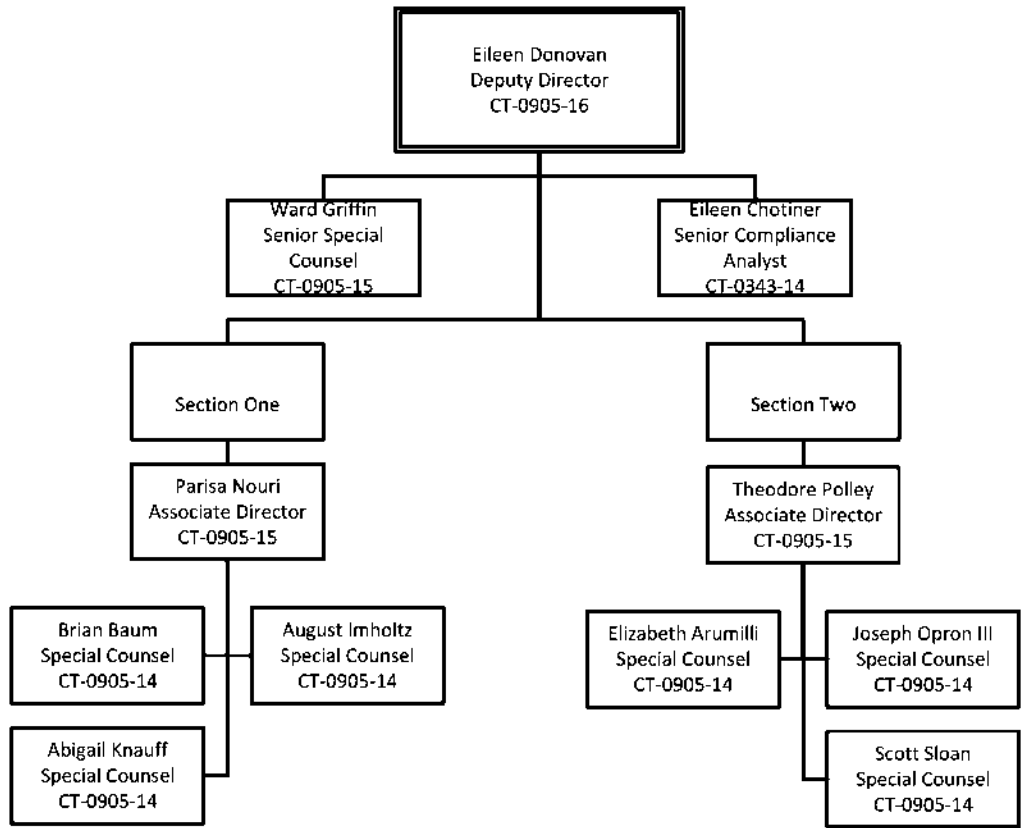 Eileen Donovan
Deputy Director
CT-0905-16
Ward Griffin
Senior Special
Counsel
CT-0905-15
Eileen Chotiner
Senior Compliance
Analyst
CT-0343-14
Section One
Section Two
Parisa Nouri
Associate Director
CT-0905-15
Theodore Polley
Associate Director
CT-0905-15
Brian Baum
Special Counsel
CT-0905-14
August Imholtz
Special Counsel
CT-0905-14
Elizabeth Arumilli
Special Counsel
CT-0905-14
Joseph Opron III
Special Counsel
CT-0905-14
Abigail Knauff
Special Counsel
CT-0905-14
Scott Sloan
Special Counsel
CT-0905-14